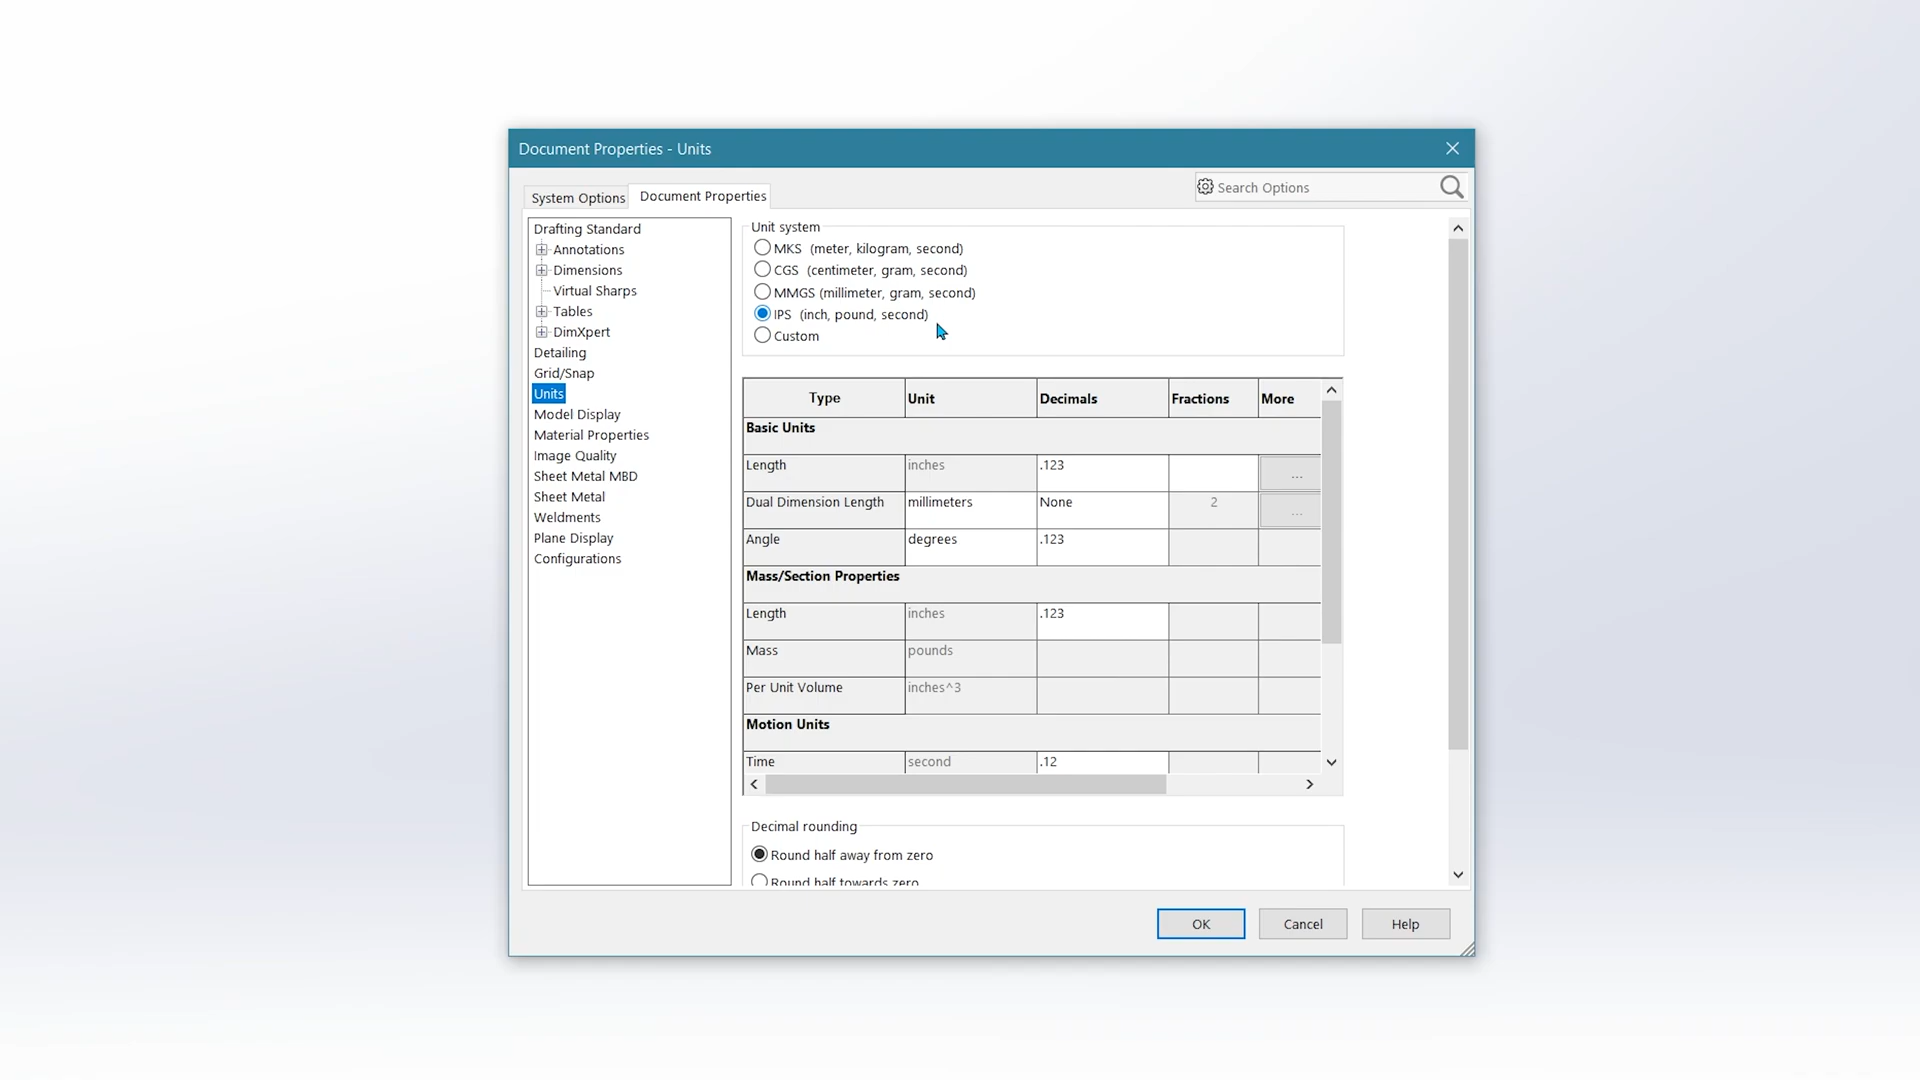 Document Properties - Units
System Options
Document Properties
Search Options
Drafting Standard
Annotations
Dimensions
Virtual Sharps
Tables
DimXpert
Detailing
Grid/Snap
Units
Model Display
Material Properties
Image Quality
Sheet Metal MBD
Sheet Metal
Weldments
Plane Display
Configurations
Unit system
MKS (meter, kilogram, second)
CGS (centimeter, gram, second)
MMGS (millimeter, gram, second)
IPS (inch, pound, second)
Custom
Type Unit Decimals Fractions More
Basic Units
Length inches .123 ...
Dual Dimension Length millimeters None 2 ...
Angle degrees .123
Mass/Section Properties
Length inches .123
Mass pounds
Per Unit Volume inches^3
Motion Units
Time second .12
Decimal rounding
Round half away from zero
Round half towards zero
OK Cancel Help